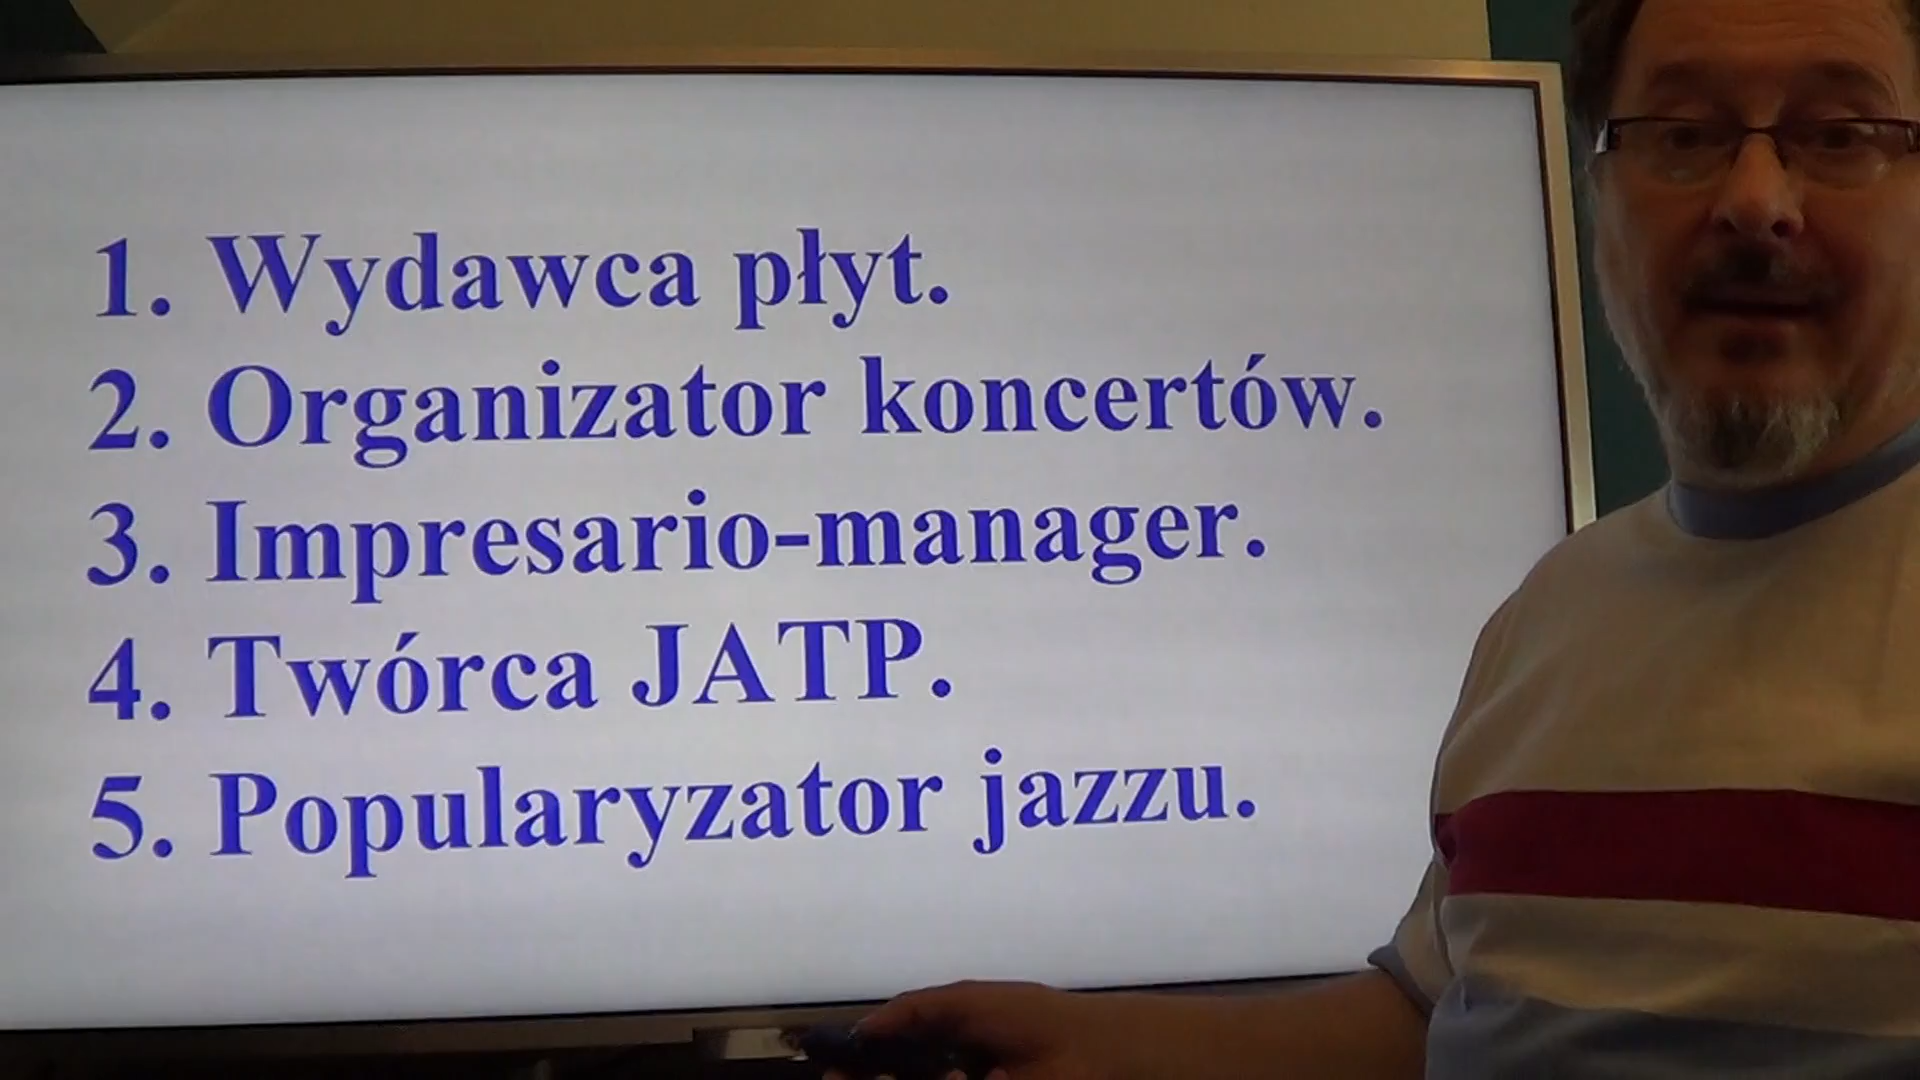 1. Wydawca płyt.
2. Organizator koncertów.
3. Impresario-manager.
4. Twórca JATP.
5. Popularyzator jazzu.